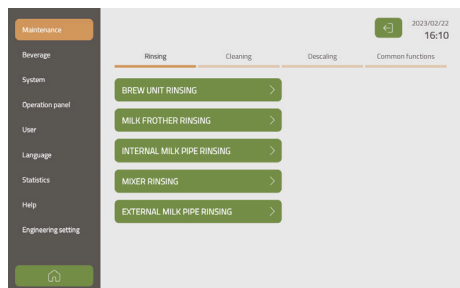 Maintenance
Beverage
System
Operation panel
User
Language
Statistics
Help
Engineering setting
2023/02/22
16:10
Rinsing Cleaning Descaling Common functions
BREW UNIT RINSING
MILK FROTHER RINSING
INTERNAL MILK PIPE RINSING
MIXER RINSING
EXTERNAL MILK PIPE RINSING